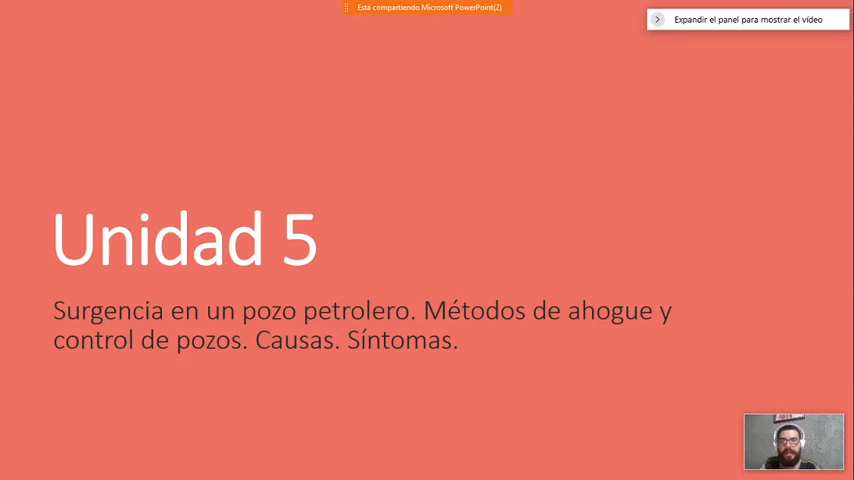 Está compartiendo Microsoft PowerPoint(2)
Expandir el panel para mostrar el vídeo
Unidad 5
Surgencia en un pozo petrolero. Métodos de ahogue y
control de pozos. Causas. Síntomas.